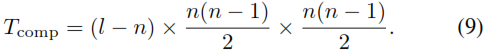 T_comp = (l − n) × n(n − 1)/2 × n(n − 1)/2. (9)